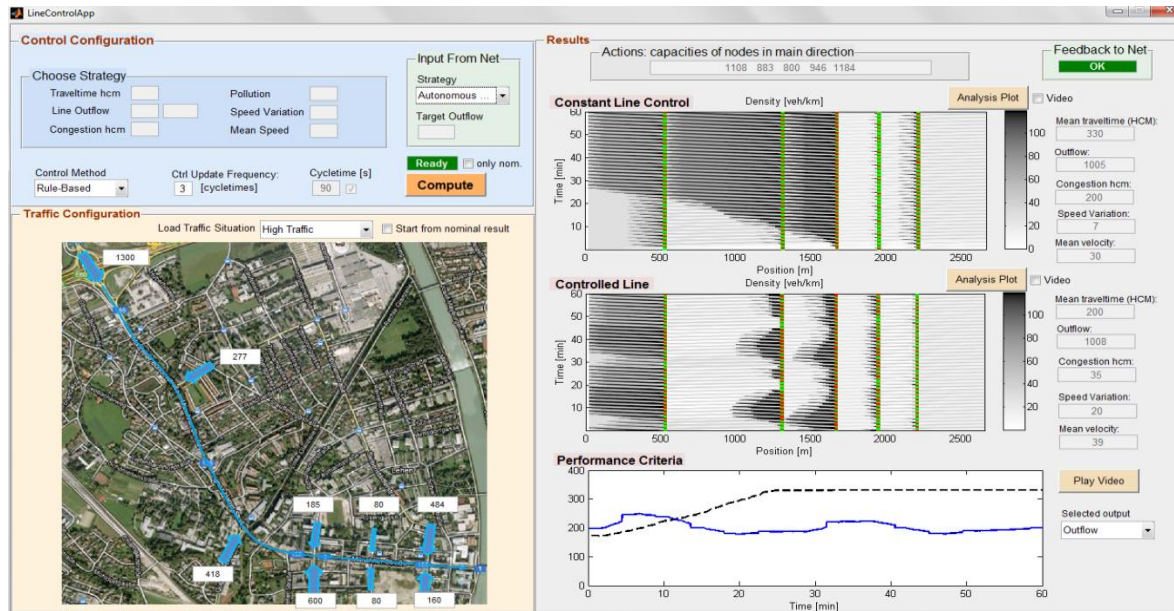 LineControlApp
Control Configuration
Choose Strategy
Traveltime hcm
Pollution
Line Outflow
Speed Variation
Congestion hcm
Mean Speed
Input From Net
Strategy
Autonomous ...
Target Outflow
Control Method
Rule-Based
Ctrl Update Frequency:
3 [cycletimes]
Cycletime [s]
90
Ready
only nom.
Compute
Traffic Configuration
Load Traffic Situation High Traffic
Start from nominal result
1300
277
185 80 484
418
600 80 160
Results
Actions: capacities of nodes in main direction
1108 883 800 946 1184
Feedback to Net
OK
Constant Line Control
Density [veh/km]
Analysis Plot
Video
Time [min]
60
50
40
30
20
10
0 500 1000 1500 2000 2500
Position [m]
100
80
60
40
20
Mean traveltime (HCM):
330
Outflow:
1005
Congestion hcm:
200
Speed Variation:
7
Mean velocity:
30
Controlled Line
Density [veh/km]
Analysis Plot
Video
Time [min]
60
50
40
30
20
10
0 500 1000 1500 2000 2500
Position [m]
100
80
60
40
20
Mean traveltime (HCM):
200
Outflow:
1008
Congestion hcm:
35
Speed Variation:
20
Mean velocity:
39
Performance Criteria
400
300
200
100
0
0 10 20 30 40 50 60
Time [min]
Play Video
Selected output
Outflow